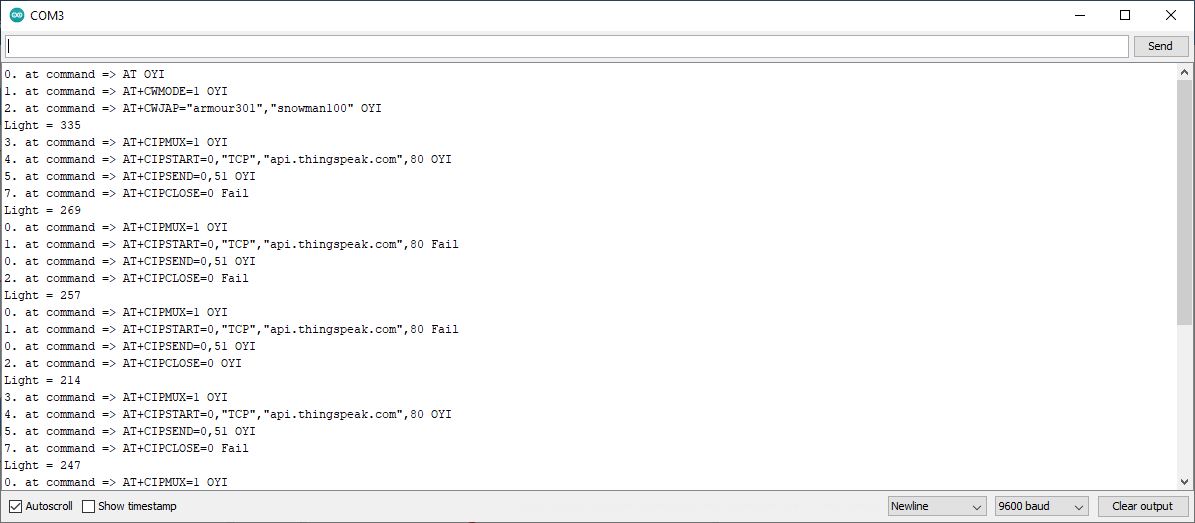 COM3
Send
0. at command => AT OYI
1. at command => AT+CWMODE=1 OYI
2. at command => AT+CWJAP="armour301","snowman100" OYI
Light = 335
3. at command => AT+CIPMUX=1 OYI
4. at command => AT+CIPSTART=0,"TCP","api.thingspeak.com",80 OYI
5. at command => AT+CIPSEND=0,51 OYI
7. at command => AT+CIPCLOSE=0 Fail
Light = 269
0. at command => AT+CIPMUX=1 OYI
1. at command => AT+CIPSTART=0,"TCP","api.thingspeak.com",80 Fail
0. at command => AT+CIPSEND=0,51 OYI
2. at command => AT+CIPCLOSE=0 Fail
Light = 257
0. at command => AT+CIPMUX=1 OYI
1. at command => AT+CIPSTART=0,"TCP","api.thingspeak.com",80 Fail
0. at command => AT+CIPSEND=0,51 OYI
2. at command => AT+CIPCLOSE=0 OYI
Light = 214
3. at command => AT+CIPMUX=1 OYI
4. at command => AT+CIPSTART=0,"TCP","api.thingspeak.com",80 OYI
5. at command => AT+CIPSEND=0,51 OYI
7. at command => AT+CIPCLOSE=0 Fail
Light = 247
0. at command => AT+CIPMUX=1 OYI
Autoscroll Show timestamp Newline 9600 baud Clear output